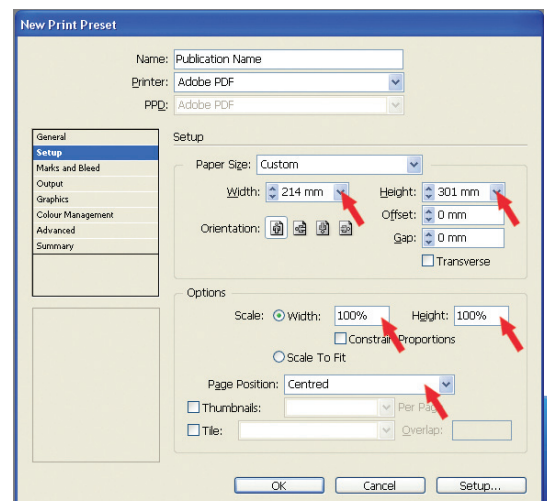 New Print Preset
Name: Publication Name
Printer: Adobe PDF
PPD: Adobe PDF
General
Setup
Marks and Bleed
Output
Graphics
Colour Management
Advanced
Summary
Setup
Paper Size: Custom
Width: 214 mm Height: 301 mm
Orientation: Offset: 0 mm
Gap: 0 mm
Transverse
Options
Scale: Width: 100% Height: 100%
Constrain Proportions
Scale To Fit
Page Position: Centred
Thumbnails: Per Page
Tile: Overlap:
OK Cancel Setup...